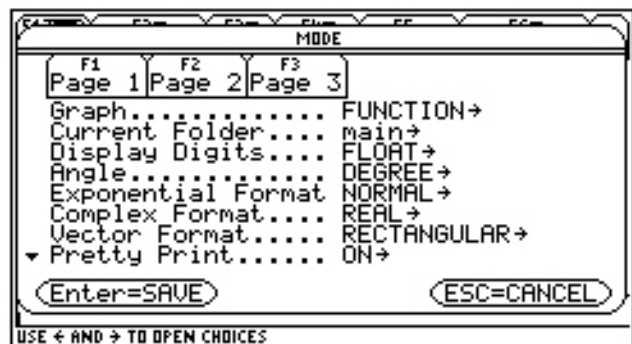 MODE
F1 F2 F3
Page 1 Page 2 Page 3
Graph............. FUNCTION→
Current Folder.... main→
Display Digits.... FLOAT→
Angle............. DEGREE→
Exponential Format NORMAL→
Complex Format.... REAL→
Vector Format..... RECTANGULAR→
▾ Pretty Print...... ON→
Enter=SAVE ESC=CANCEL
USE ← AND → TO OPEN CHOICES